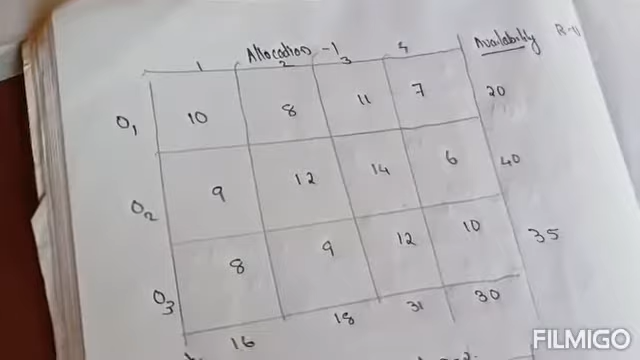 Allocation -1
1 2 3 4 Availability
O1 10 8 11 7 20
O2 9 12 14 6 40
O3 8 9 12 10 35
16 18 31 30
FILMIGO